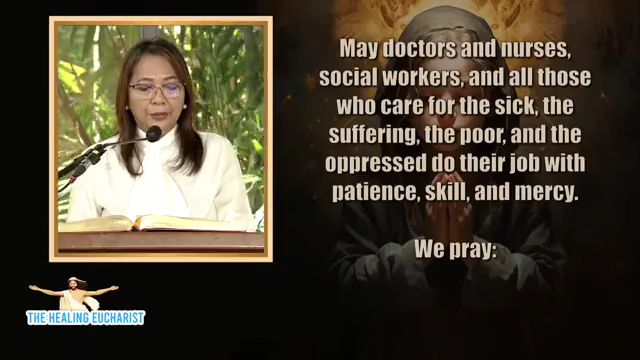 May doctors and nurses,
social workers, and all those
who care for the sick, the
suffering, the poor, and the
oppressed do their job with
patience, skill, and mercy.
We pray:
THE HEALING EUCHARIST